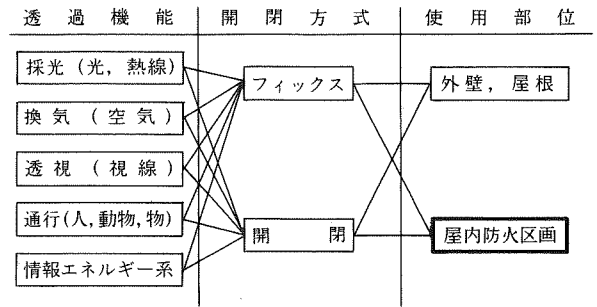 透過機能 開閉方式 使用部位
採光(光, 熱線)
フィックス 外壁, 屋根
換気(空気)
透視(視線)
通行(人, 動物, 物)
開閉 屋内防火区画
情報エネルギー系